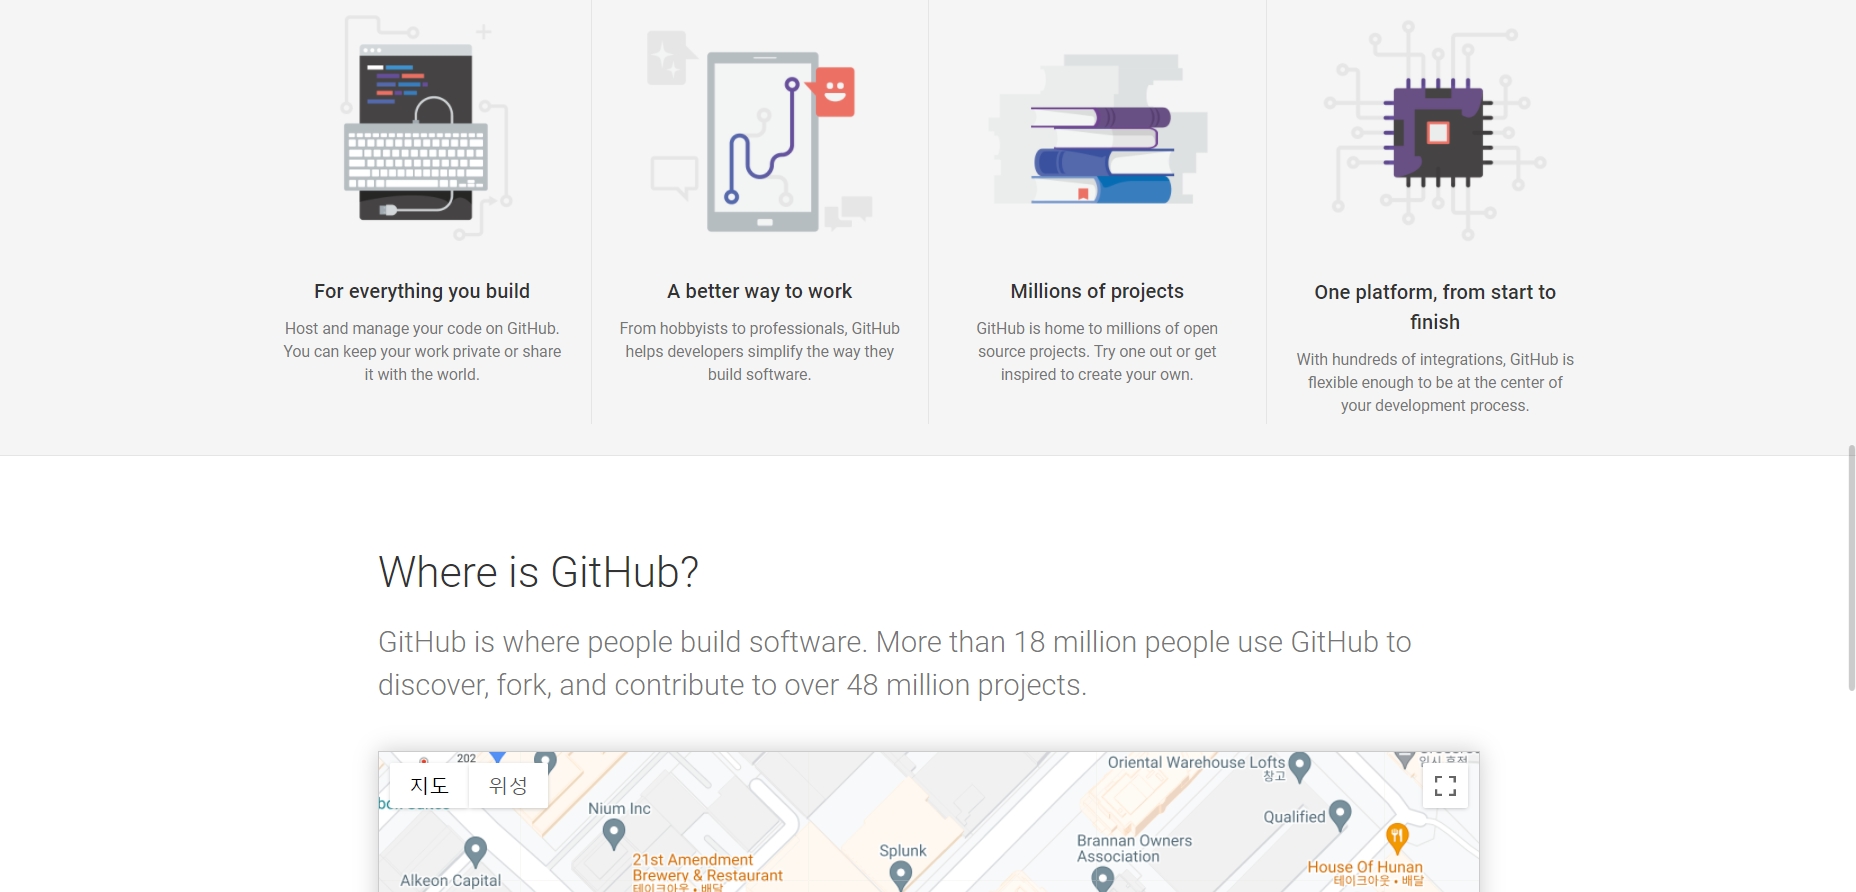 For everything you build
Host and manage your code on GitHub.
You can keep your work private or share
it with the world.
A better way to work
From hobbyists to professionals, GitHub
helps developers simplify the way they
build software.
Millions of projects
GitHub is home to millions of open
source projects. Try one out or get
inspired to create your own.
One platform, from start to
finish
With hundreds of integrations, GitHub is
flexible enough to be at the center of
your development process.
Where is GitHub?
GitHub is where people build software. More than 18 million people use GitHub to
discover, fork, and contribute to over 48 million projects.
202
지도
위성
Oriental Warehouse Lofts
창고
Nium Inc
Qualified
Brannan Owners
Association
Splunk
21st Amendment
Brewery & Restaurant
테이크아웃 • 배달
House Of Hunan
테이크아웃 • 배달
Alkeon Capital